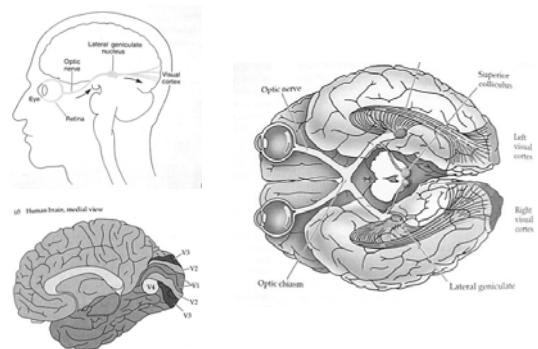 Lateral geniculate
nucleus
Optic
nerve
Visual
cortex
Eye
Retina
Human brain, medial view
V3
V2
V1
V4
V2
V3
Optic nerve
Superior
colliculus
Left
visual
cortex
Right
visual
cortex
Optic chiasm
Lateral geniculate